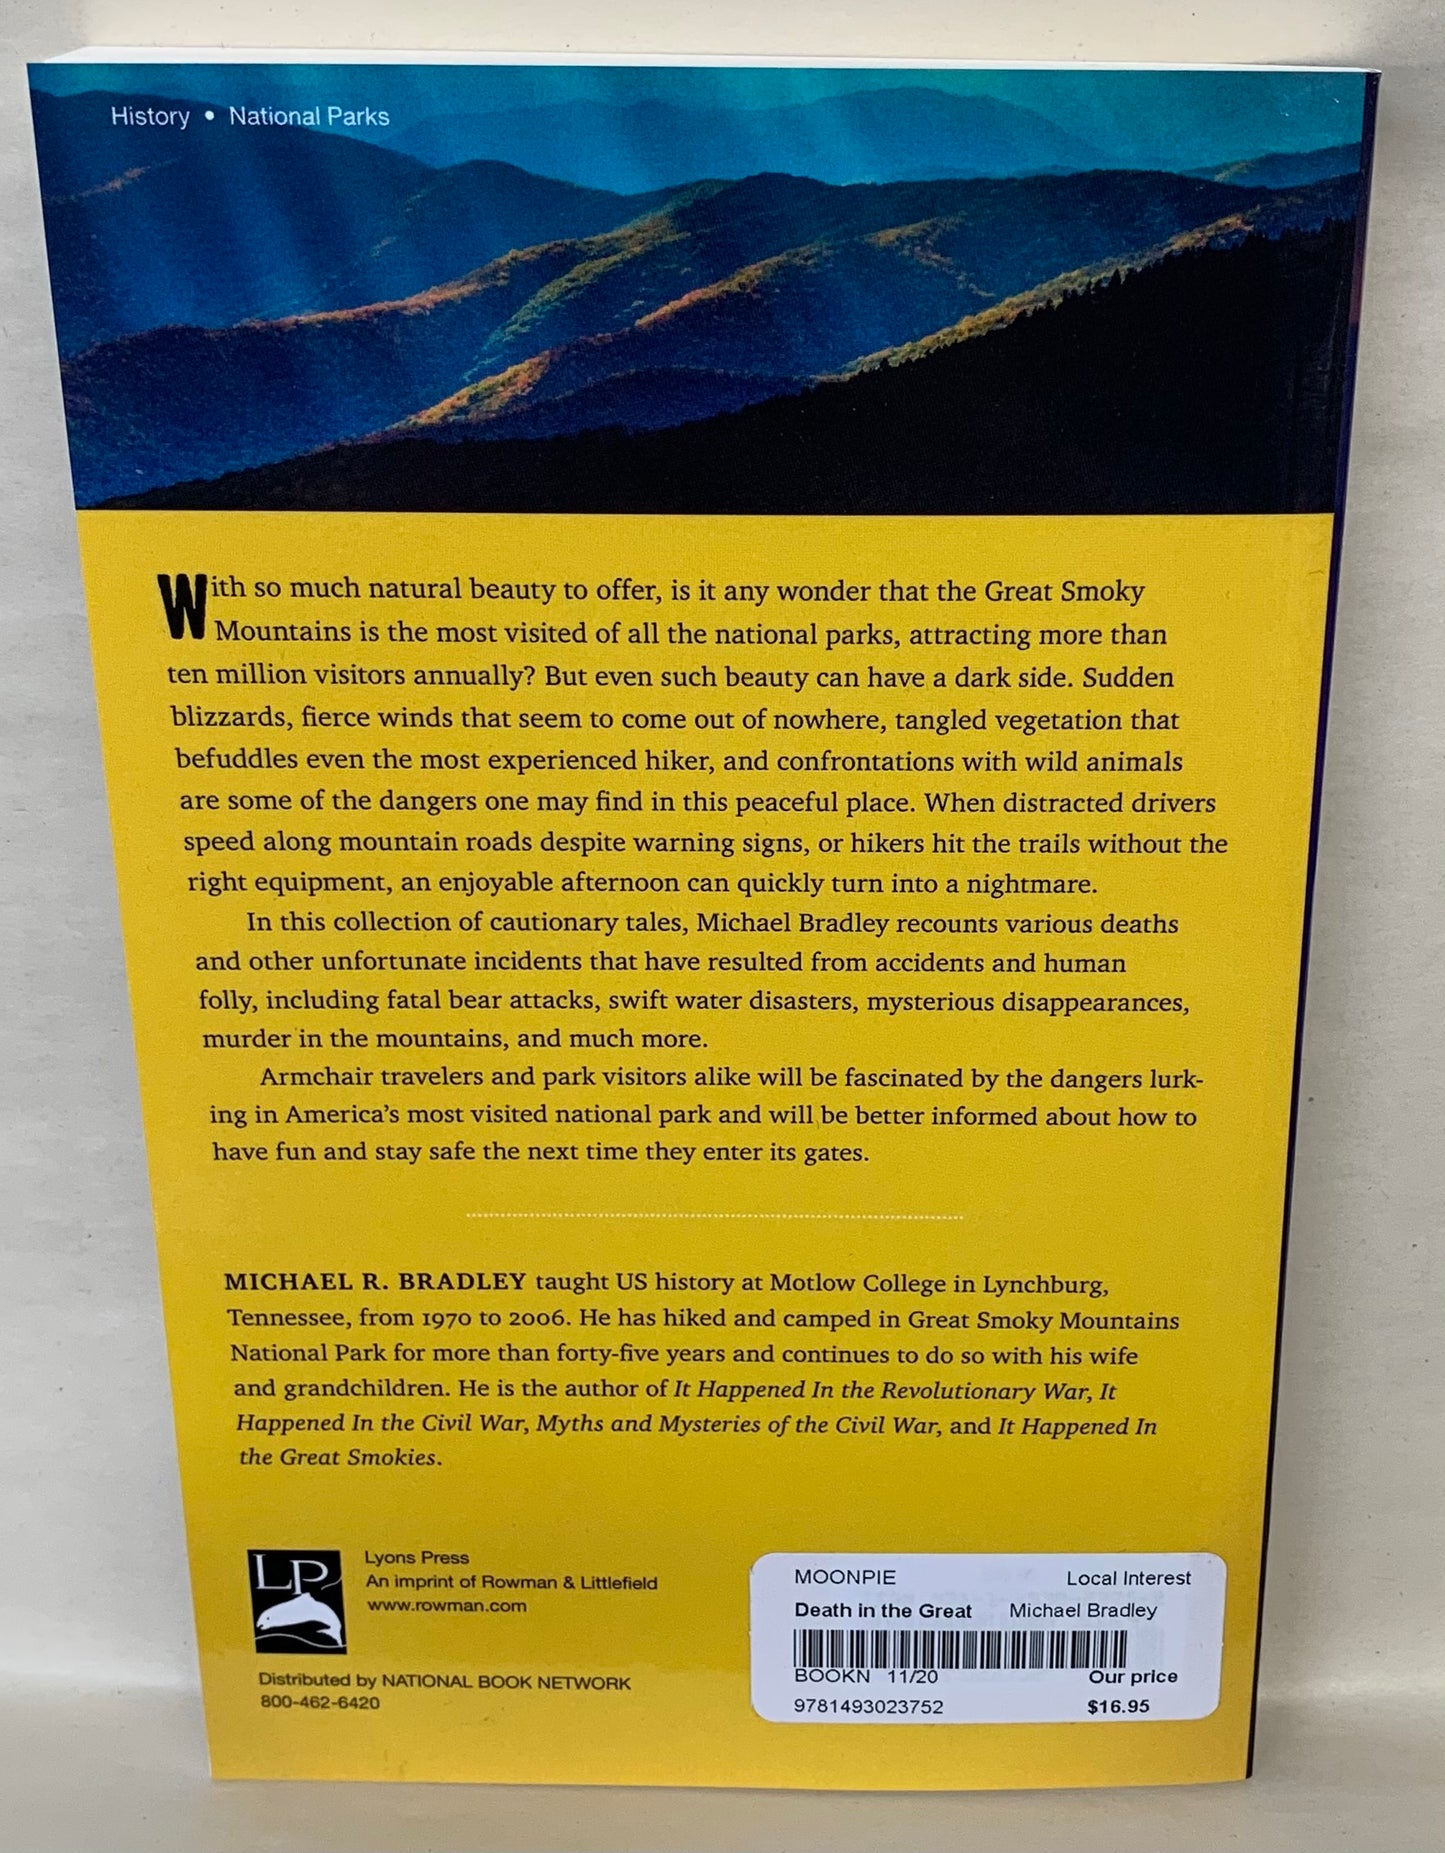 History • National Parks
With so much natural beauty to offer, is it any wonder that the Great Smoky
Mountains is the most visited of all the national parks, attracting more than
ten million visitors annually? But even such beauty can have a dark side. Sudden
blizzards, fierce winds that seem to come out of nowhere, tangled vegetation that
befuddles even the most experienced hiker, and confrontations with wild animals
are some of the dangers one may find in this peaceful place. When distracted drivers
speed along mountain roads despite warning signs, or hikers hit the trails without the
right equipment, an enjoyable afternoon can quickly turn into a nightmare.
In this collection of cautionary tales, Michael Bradley recounts various deaths
and other unfortunate incidents that have resulted from accidents and human
folly, including fatal bear attacks, swift water disasters, mysterious disappearances,
murder in the mountains, and much more.
Armchair travelers and park visitors alike will be fascinated by the dangers lurk-
ing in America's most visited national park and will be better informed about how to
have fun and stay safe the next time they enter its gates.
MICHAEL R. BRADLEY taught US history at Motlow College in Lynchburg,
Tennessee, from 1970 to 2006. He has hiked and camped in Great Smoky Mountains
National Park for more than forty-five years and continues to do so with his wife
and grandchildren. He is the author of It Happened In the Revolutionary War, It
Happened In the Civil War, Myths and Mysteries of the Civil War, and It Happened In
the Great Smokies.
LP
Lyons Press
An imprint of Rowman & Littlefield
www.rowman.com
Distributed by NATIONAL BOOK NETWORK
800-462-6420
MOONPIE Local Interest
Death in the Great Michael Bradley
BOOKN 11/20 Our price
9781493023752 $16.95